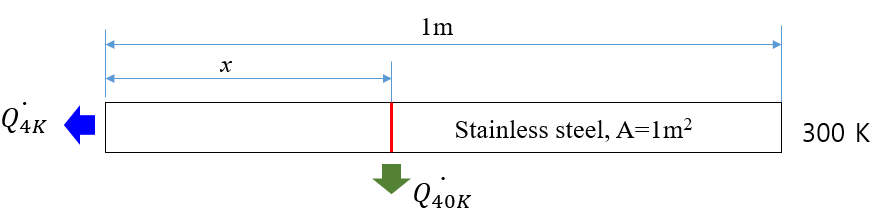 1m
x
Q̇4K
Stainless steel, A=1m²
300 K
Q̇40K